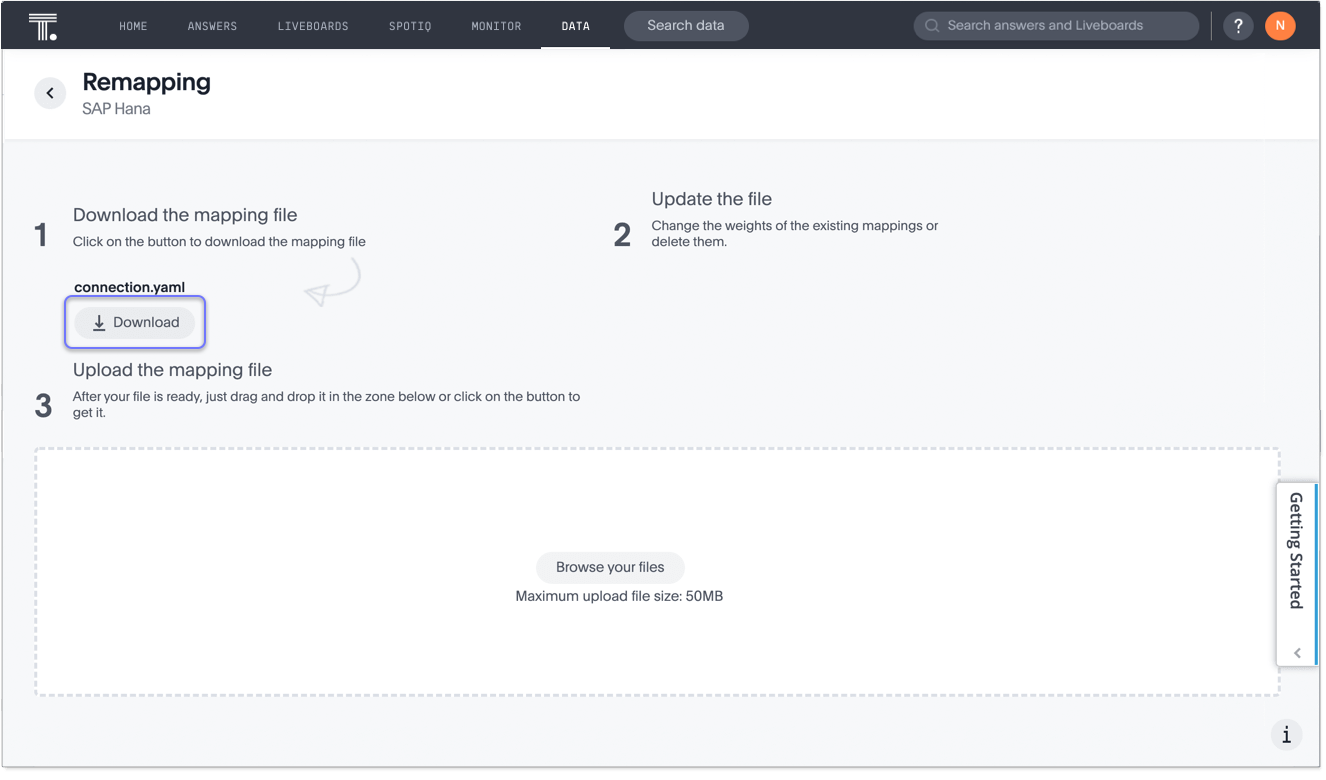 HOME ANSWERS LIVEBOARDS SPOTIQ MONITOR DATA Search data Search answers and Liveboards ? N
Remapping
SAP Hana
1 Download the mapping file
Click on the button to download the mapping file
2 Update the file
Change the weights of the existing mappings or
delete them.
connection.yaml
Download
3 Upload the mapping file
After your file is ready, just drag and drop it in the zone below or click on the button to
get it.
Browse your files
Maximum upload file size: 50MB
Getting Started
i